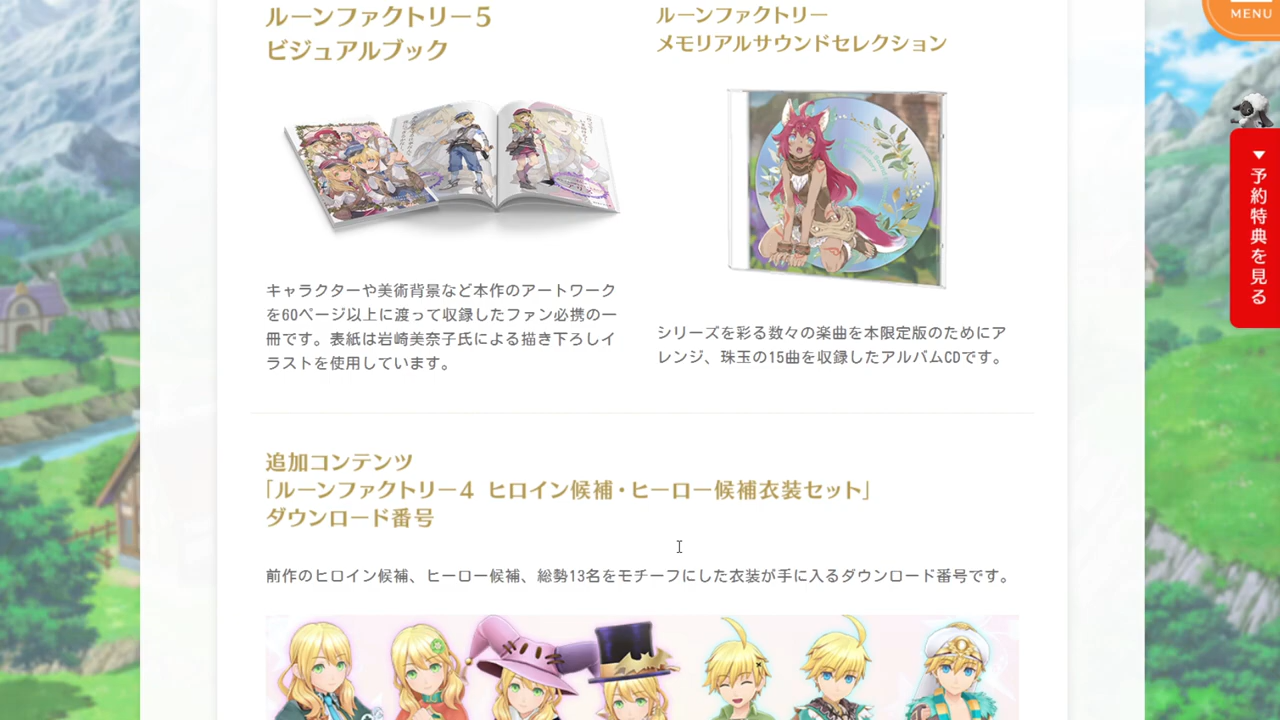 ルーンファクトリー5
ビジュアルブック
キャラクターや美術背景など本作のアートワーク
を60ページ以上に渡って収録したファン必携の一
冊です。表紙は岩崎美奈子氏による描き下ろしイ
ラストを使用しています。
ルーンファクトリー
メモリアルサウンドセレクション
シリーズを彩る数々の楽曲を本限定版のためにア
レンジ、珠玉の15曲を収録したアルバムCDです。
追加コンテンツ
「ルーンファクトリー4 ヒロイン候補・ヒーロー候補衣装セット」
ダウンロード番号
前作のヒロイン候補、ヒーロー候補、総勢13名をモチーフにした衣装が手に入るダウンロード番号です。
MENU
▼予約特典を見る